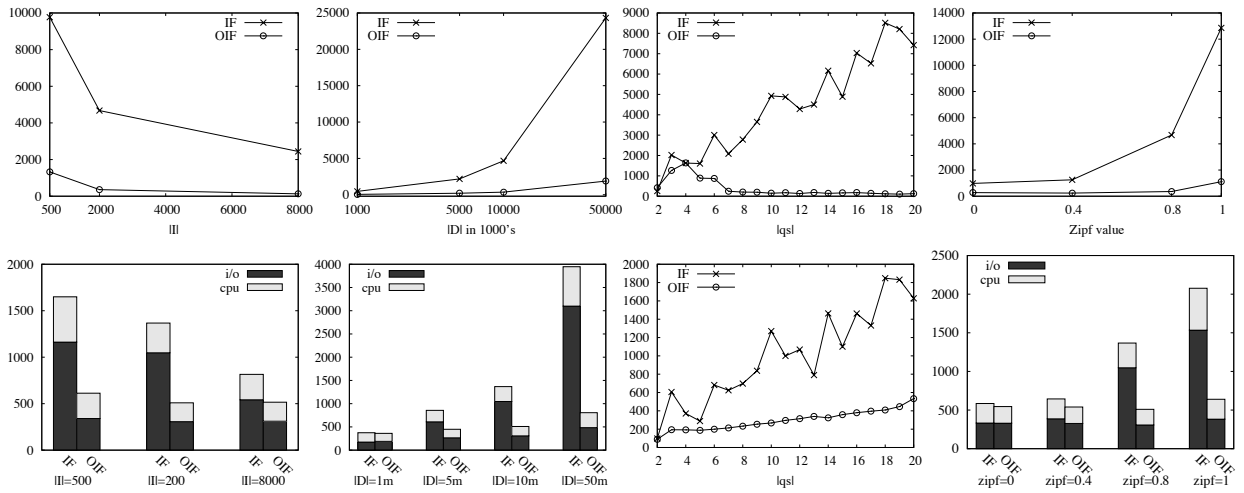 10000
8000
6000
4000
2000
0
500 2000 4000 6000 8000
|I|
IF
OIF
25000
20000
15000
10000
5000
0
1000 5000 10000 50000
|D| in 1000's
IF
OIF
9000
8000
7000
6000
5000
4000
3000
2000
1000
0
2 4 6 8 10 12 14 16 18 20
|qs|
IF
OIF
14000
12000
10000
8000
6000
4000
2000
0
0 0.4 0.8 1
Zipf value
IF
OIF
2000
1500
1000
500
0
i/o
cpu
IF OIF IF OIF IF OIF
|I|=500 |I|=200 |I|=8000
4000
3500
3000
2500
2000
1500
1000
500
0
i/o
cpu
IF OIF IF OIF IF OIF IF OIF
|D|=1m |D|=5m |D|=10m |D|=50m
2000
1800
1600
1400
1200
1000
800
600
400
200
0
2 4 6 8 10 12 14 16 18 20
|qs|
IF
OIF
2500
2000
1500
1000
500
0
i/o
cpu
IF OIF IF OIF IF OIF IF OIF
zipf=0 zipf=0.4 zipf=0.8 zipf=1